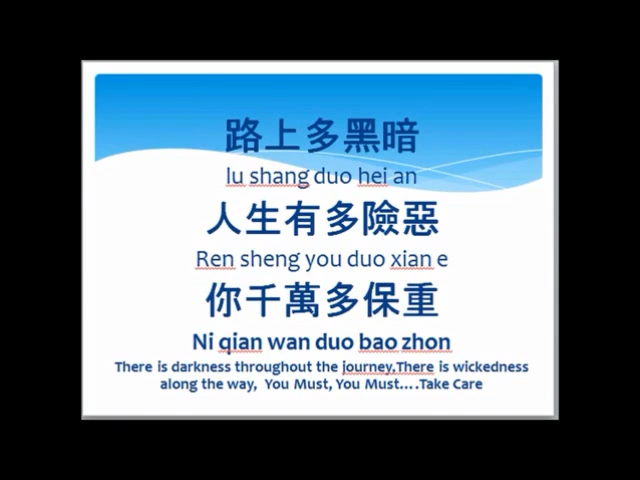 路上多黑暗
lu shang duo hei an
人生有多險惡
Ren sheng you duo xian e
你千萬多保重
Ni qian wan duo bao zhon
There is darkness throughout the journey,There is wickedness
along the way,  You Must, You Must….Take Care